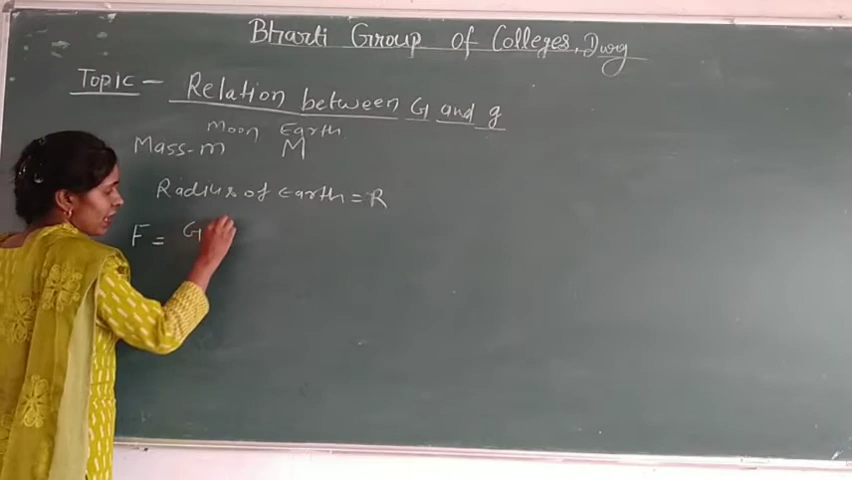 Bharti Group of Colleges, Durg
Topic - Relation between G and g
Moon Earth
Mass - m M
Radius of Earth = R
F = G